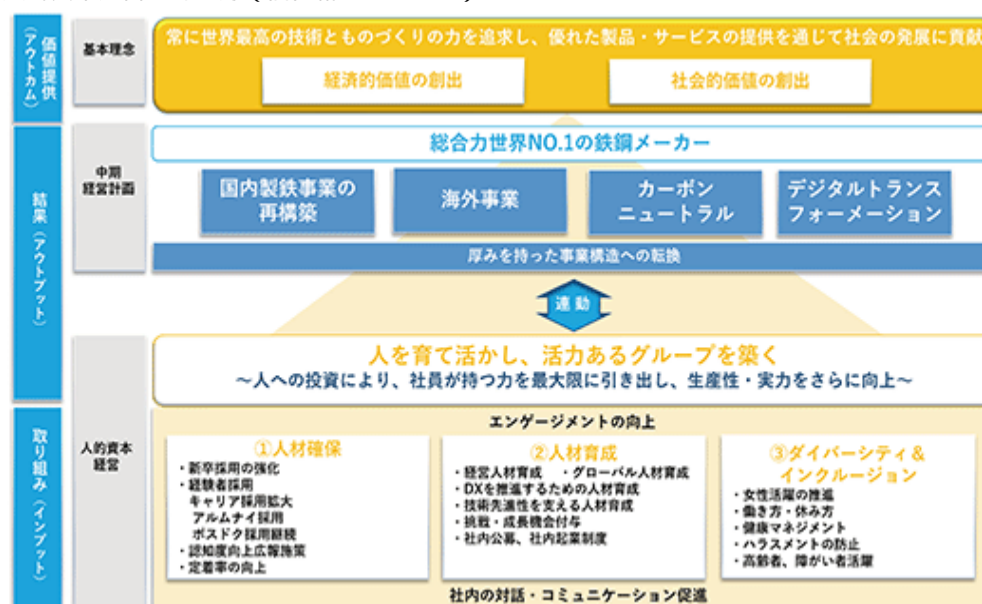 価値提供
(アウトカム)
基本理念
常に世界最高の技術とものづくりの力を追求し、優れた製品・サービスの提供を通じて社会の発展に貢献
経済的価値の創出
社会的価値の創出
結果(アウトプット)
中期
経営計画
総合力世界NO.1の鉄鋼メーカー
国内製鉄事業の
再構築
海外事業
カーボン
ニュートラル
デジタルトランス
フォーメーション
厚みを持った事業構造への転換
連動
人を育て活かし、活力あるグループを築く
~人への投資により、社員が持つ力を最大限に引き出し、生産性・実力をさらに向上~
取り組み(インプット)
人的資本
経営
エンゲージメントの向上
①人材確保
・新卒採用の強化
・経験者採用
キャリア採用拡大
アルムナイ採用
ポスドク採用継続
・認知度向上広報施策
・定着率の向上
②人材育成
・経営人材育成 ・グローバル人材育成
・DXを推進するための人材育成
・技術先進性を支える人材育成
・挑戦・成長機会付与
・社内公募、社内起業制度
③ダイバーシティ&
インクルージョン
・女性活躍の推進
・働き方・休み方
・健康マネジメント
・ハラスメントの防止
・高齢者、障がい者活躍
社内の対話・コミュニケーション促進